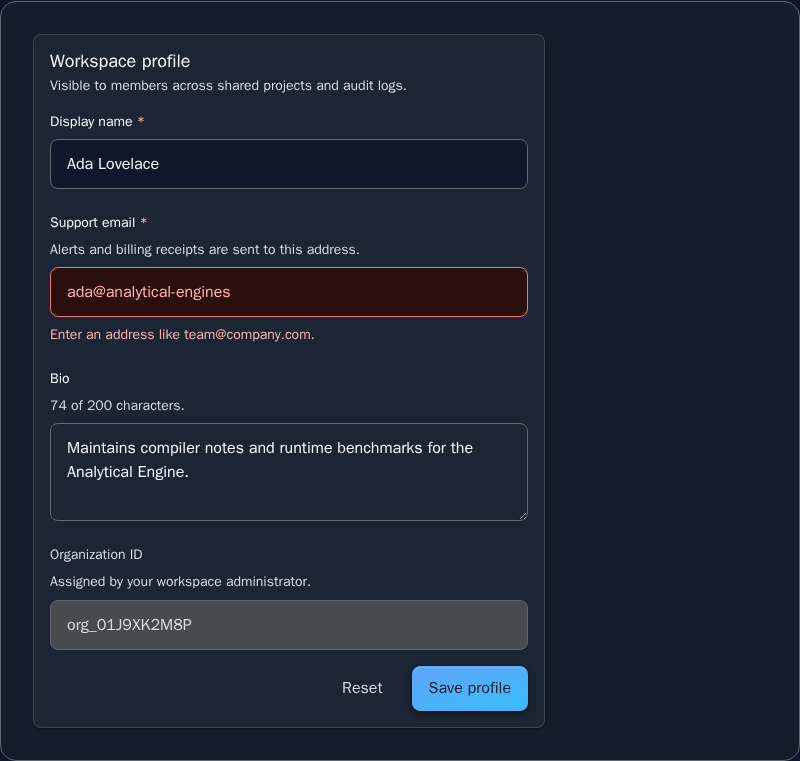 Workspace profile
Visible to members across shared projects and audit logs.
Display name *
Ada Lovelace
Support email *
Alerts and billing receipts are sent to this address.
ada@analytical-engines
Enter an address like team@company.com.
Bio
74 of 200 characters.
Maintains compiler notes and runtime benchmarks for the
Analytical Engine.
Organization ID
Assigned by your workspace administrator.
org_01J9XK2M8P
Reset
Save profile